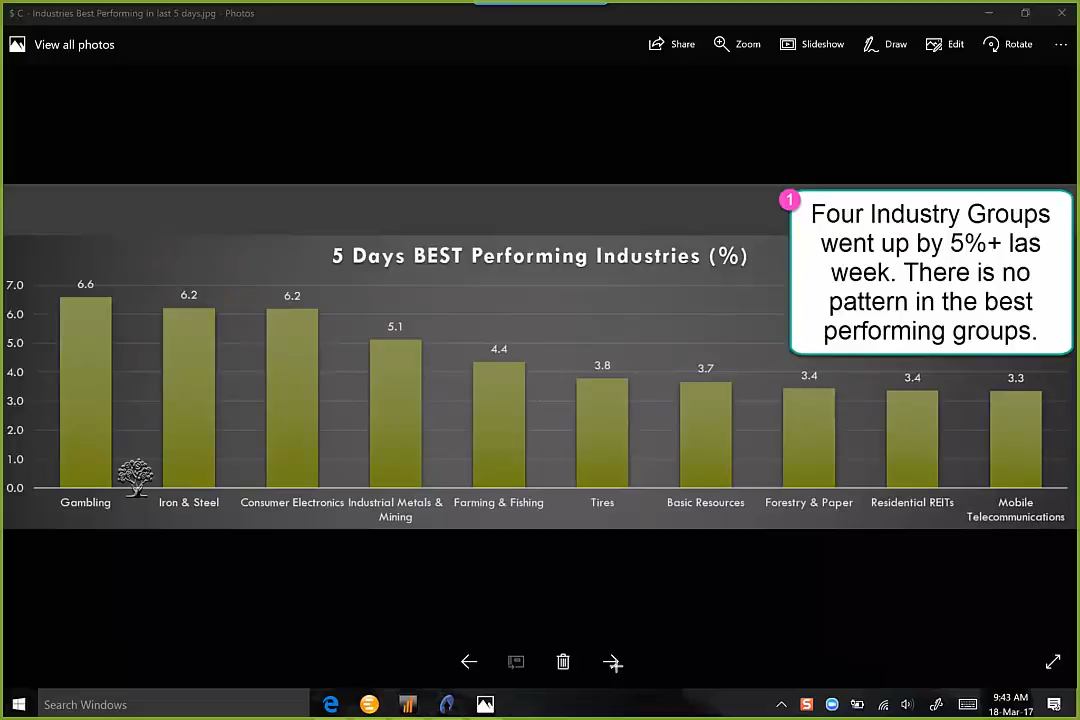 $ C - Industries Best Performing in last 5 days.jpg - Photos
View all photos
Share
Zoom
Slideshow
Draw
Edit
Rotate
1
Four Industry Groups
went up by 5%+ las
week. There is no
pattern in the best
performing groups.
5 Days BEST Performing Industries (%)
7.0
6.0
5.0
4.0
3.0
2.0
1.0
0.0
6.6
6.2
6.2
5.1
4.4
3.8
3.7
3.4
3.4
3.3
Gambling
Iron & Steel
Consumer Electronics
Industrial Metals &
Mining
Farming & Fishing
Tires
Basic Resources
Forestry & Paper
Residential REITs
Mobile
Telecommunications
Search Windows
9:43 AM
18-Mar-17